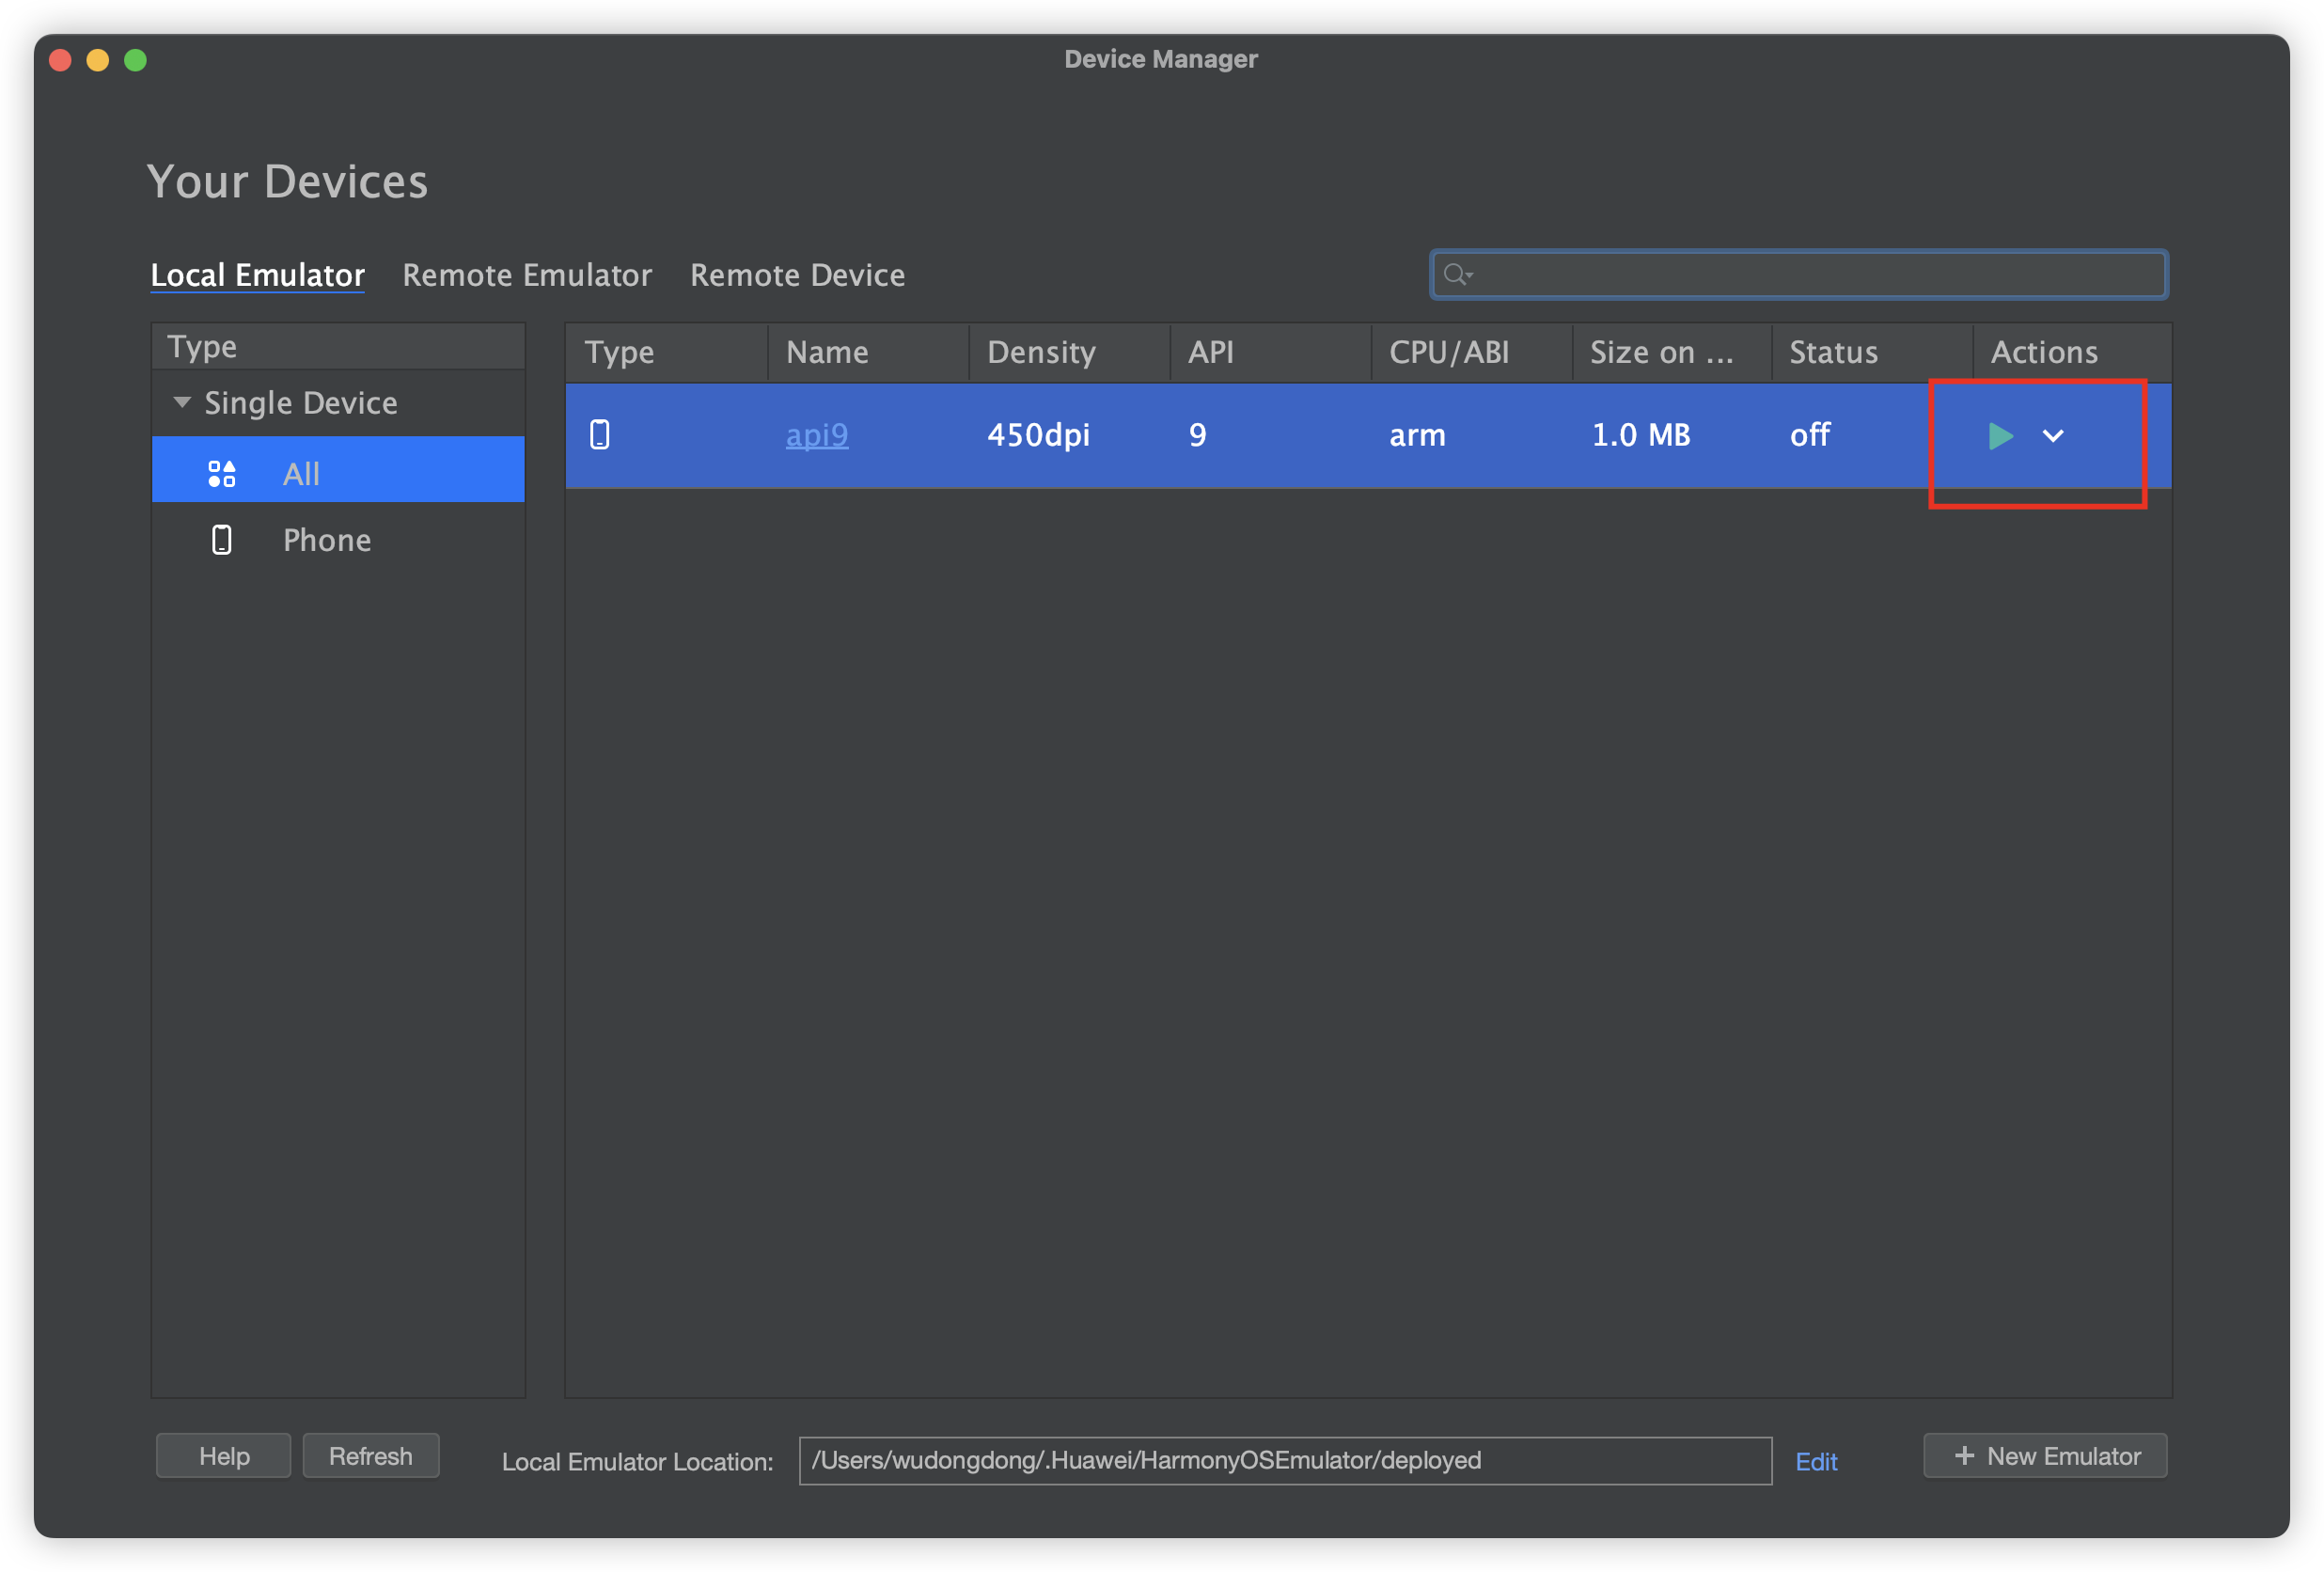 Device Manager
Your Devices
Local Emulator Remote Emulator Remote Device
Type
Single Device
All
Phone
Type Name Density API CPU/ABI Size on ... Status Actions
api9 450dpi 9 arm 1.0 MB off
Help Refresh Local Emulator Location: /Users/wudongdong/.Huawei/HarmonyOSEmulator/deployed Edit + New Emulator